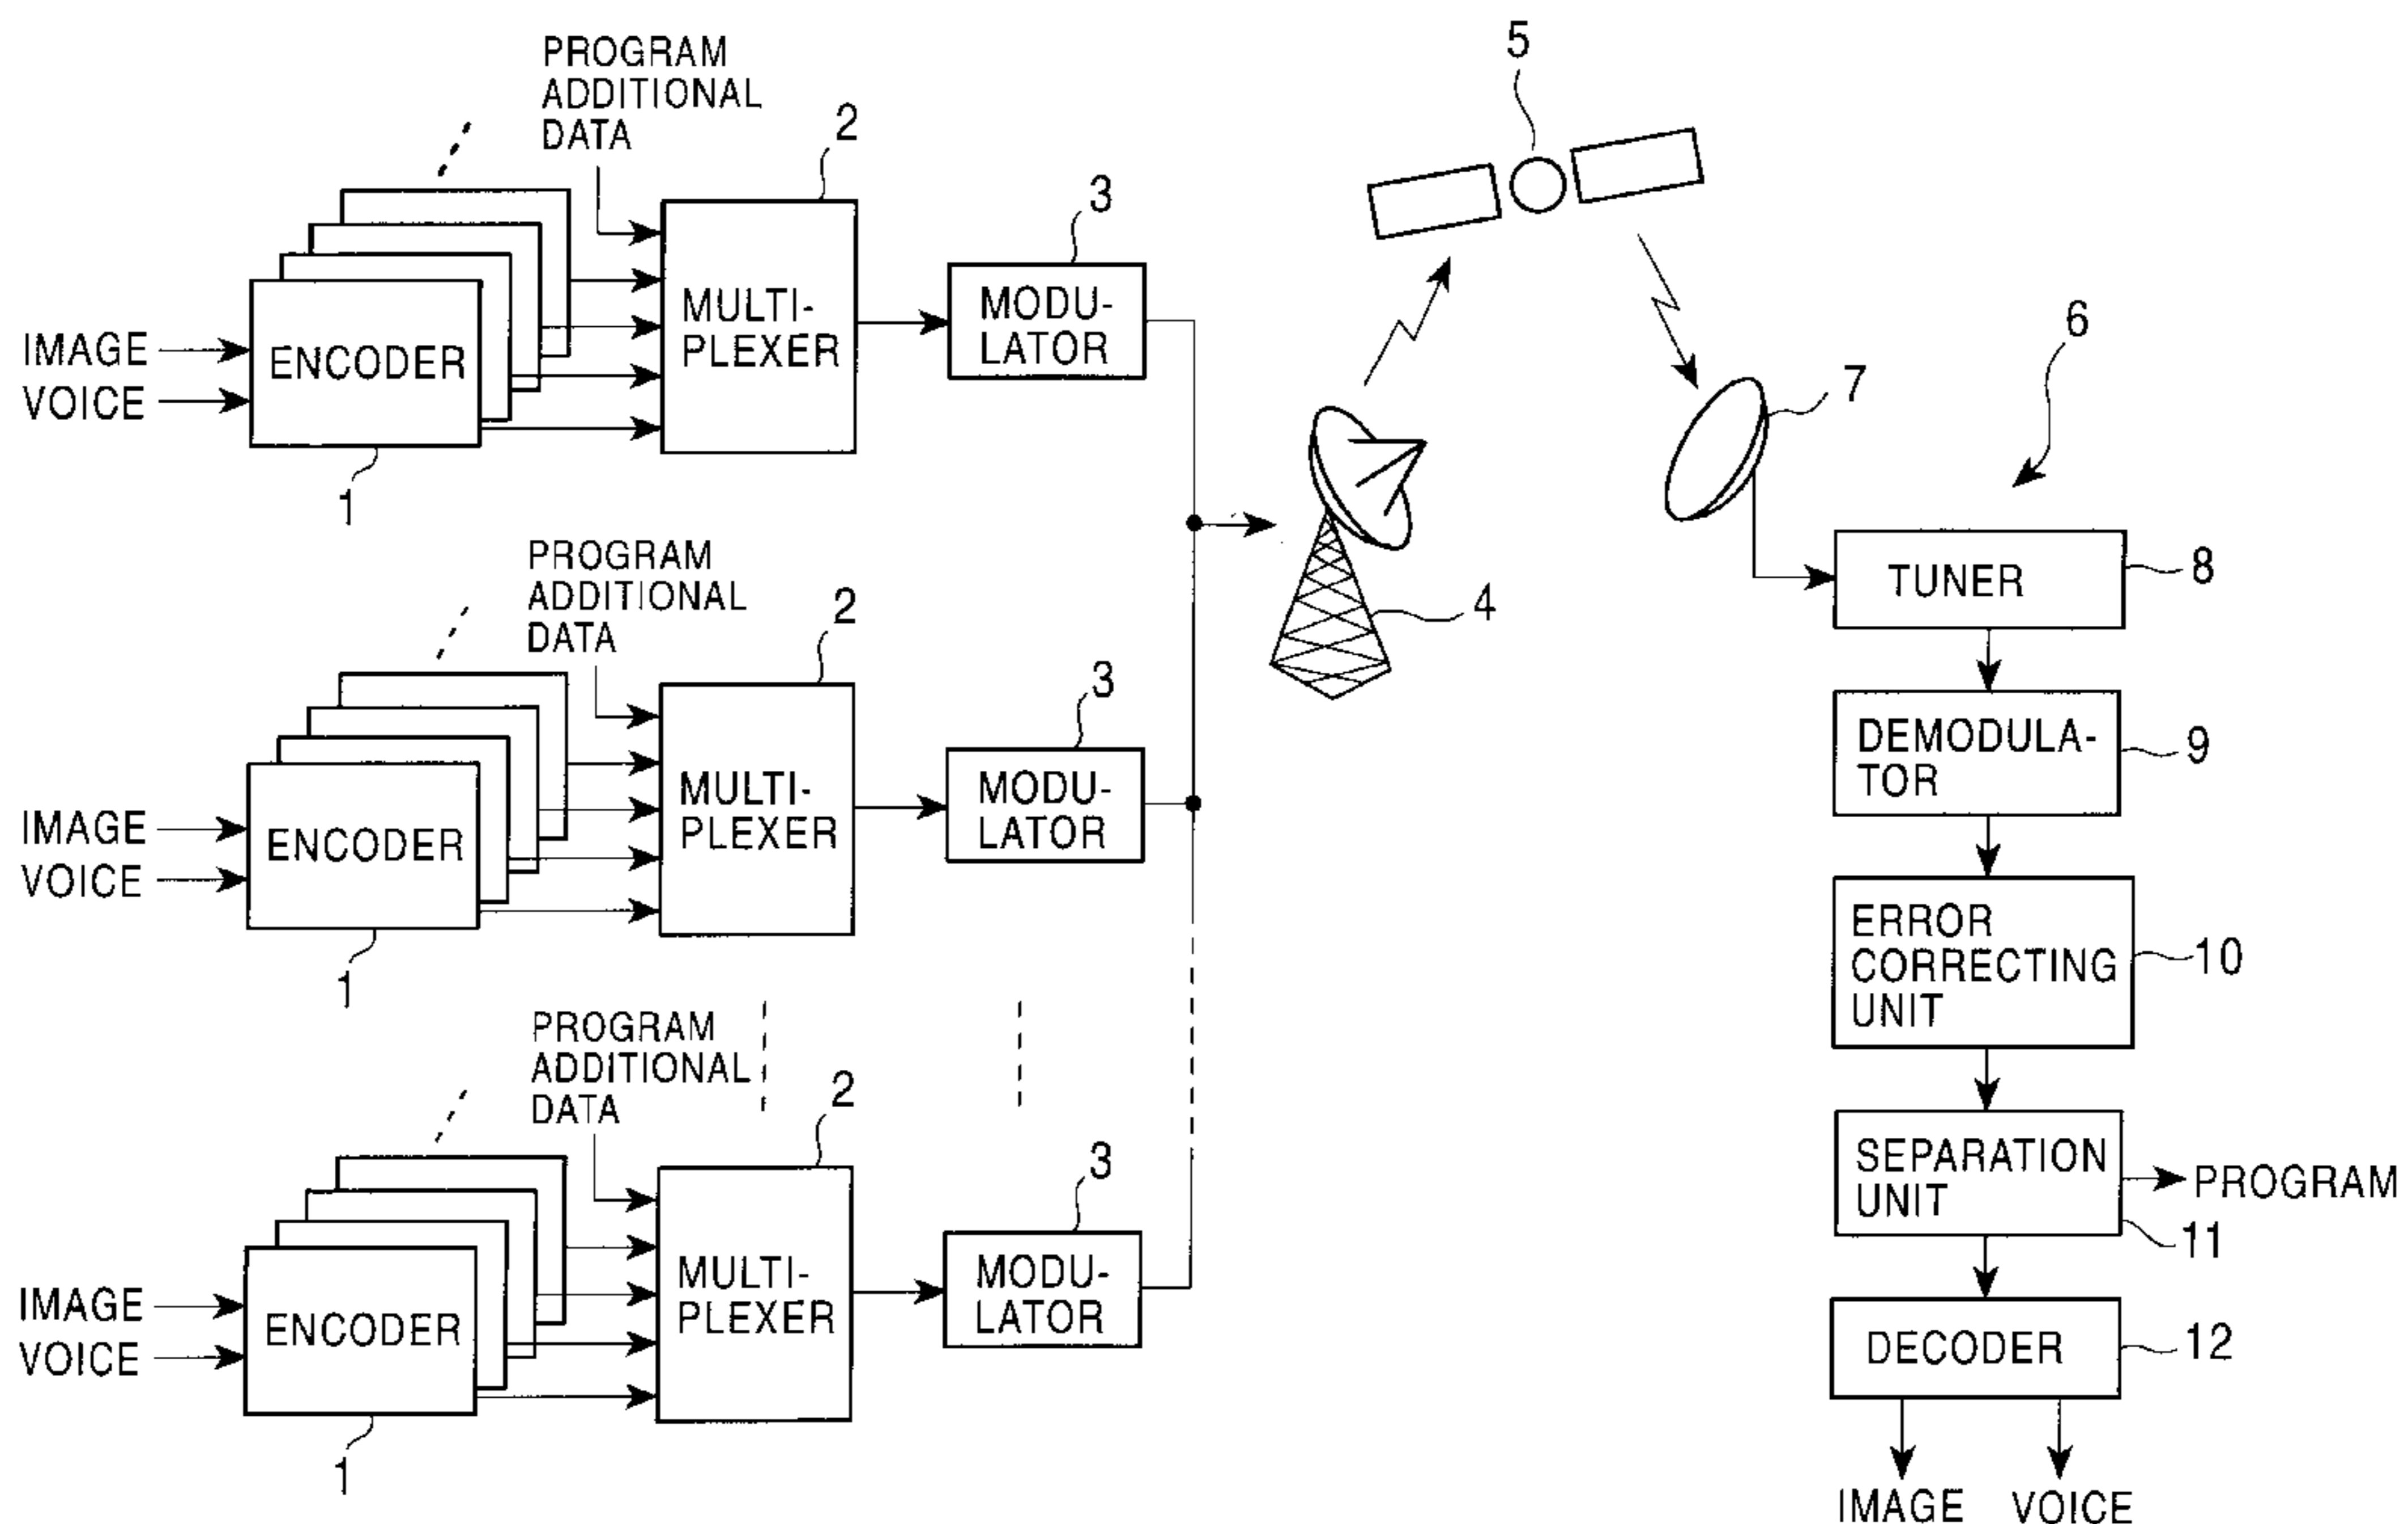 PROGRAM
ADDITIONAL
DATA
2
3
IMAGE
VOICE
ENCODER
MULTI-
PLEXER
MODU-
LATOR
1
PROGRAM
ADDITIONAL
DATA
2
3
IMAGE
VOICE
ENCODER
MULTI-
PLEXER
MODU-
LATOR
1
PROGRAM
ADDITIONAL
DATA
2
3
IMAGE
VOICE
ENCODER
MULTI-
PLEXER
MODU-
LATOR
1
4
5
6
7
TUNER
8
DEMODULA-
TOR
9
ERROR
CORRECTING
UNIT
10
SEPARATION
UNIT
PROGRAM
11
DECODER
12
IMAGE
VOICE